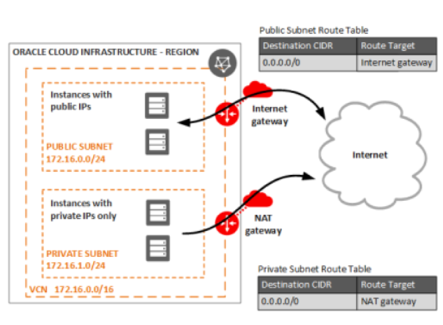 Public Subnet Route Table
Destination CIDR Route Target
0.0.0.0/0 Internet gateway
ORACLE CLOUD INFRASTRUCTURE - REGION
Instances with
public IPs
PUBLIC SUBNET
172.16.0.0/24
Internet
gateway
Internet
Instances with
private IPs only
PRIVATE SUBNET
172.16.1.0/24
NAT
gateway
VCN 172.16.0.0/16
Private Subnet Route Table
Destination CIDR Route Target
0.0.0.0/0 NAT gateway